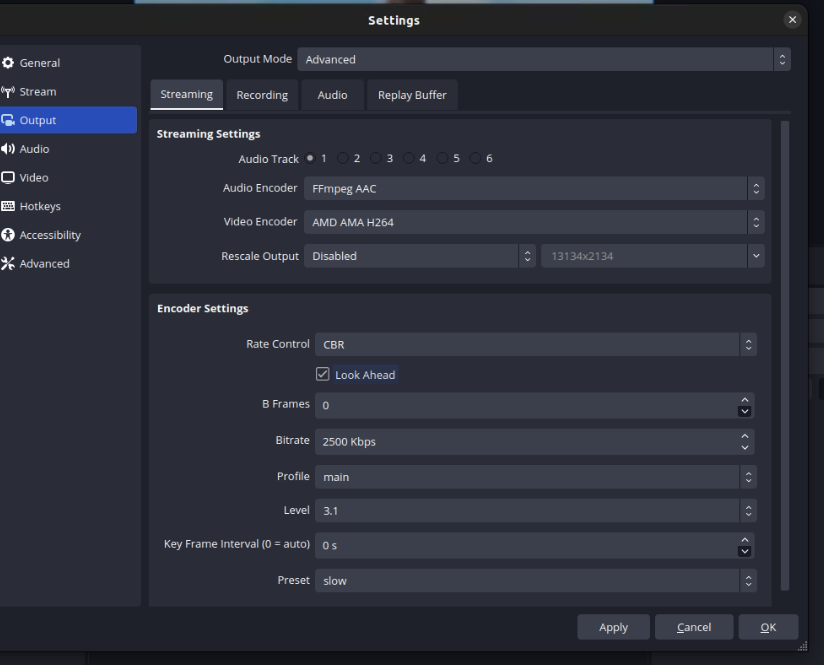 Settings
Output Mode Advanced
General
Stream
Output
Audio
Video
Hotkeys
Accessibility
Advanced
Streaming Recording Audio Replay Buffer
Streaming Settings
Audio Track 1 2 3 4 5 6
Audio Encoder FFmpeg AAC
Video Encoder AMD AMA H264
Rescale Output Disabled 13134x2134
Encoder Settings
Rate Control CBR
Look Ahead
B Frames 0
Bitrate 2500 Kbps
Profile main
Level 3.1
Key Frame Interval (0 = auto) 0 s
Preset slow
Apply Cancel OK